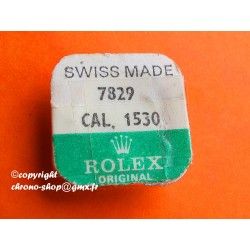 SWISS MADE
7829
CAL, 1530
ROLEX
ORIGINAL
©copyright
chrono-shop@gmx.fr